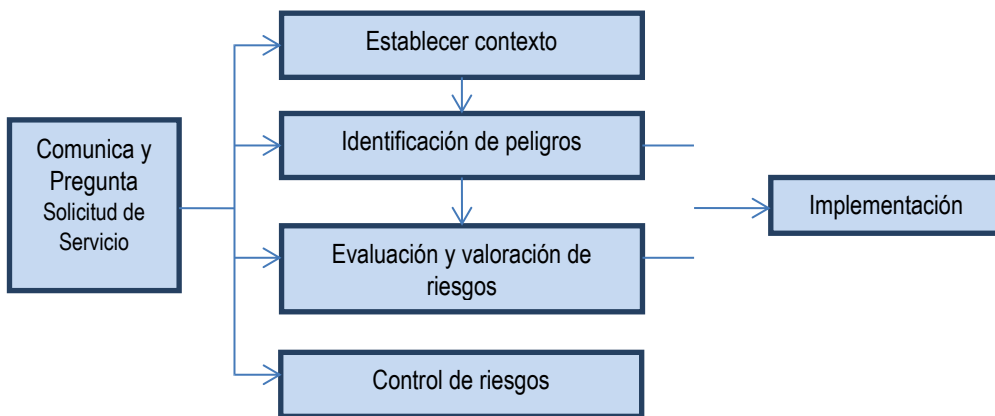 Establecer contexto
Identificación de peligros
Comunica y
Pregunta
Solicitud de
Servicio
Implementación
Evaluación y valoración de
riesgos
Control de riesgos